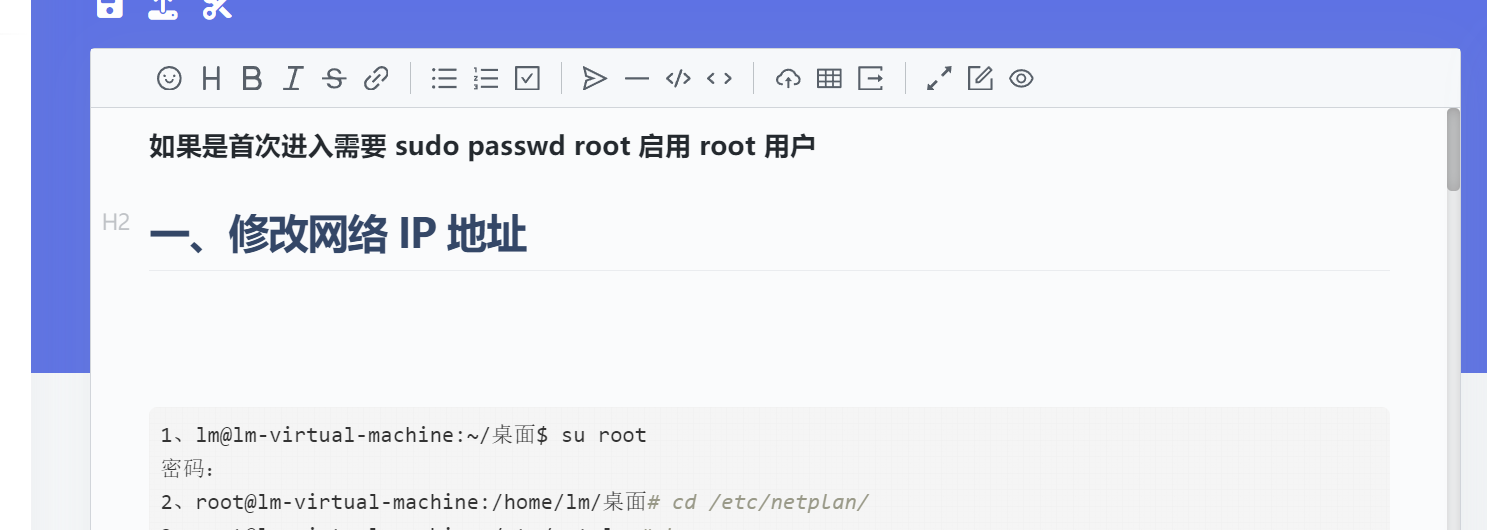 如果是首次进入需要 sudo passwd root 启用 root 用户
H2
一、修改网络 IP 地址
1、lm@lm-virtual-machine:~/桌面$ su root
密码：
2、root@lm-virtual-machine:/home/lm/桌面# cd /etc/netplan/